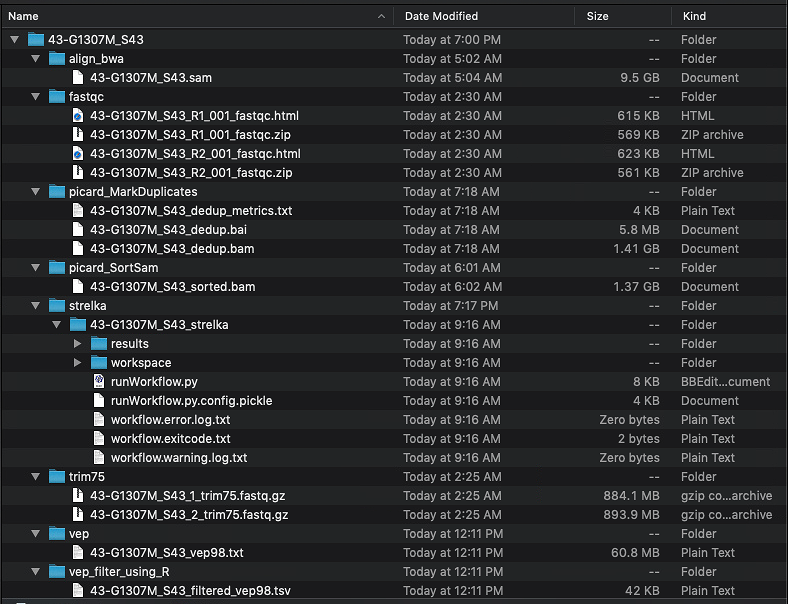 Name Date Modified Size Kind
43-G1307M_S43 Today at 7:00 PM -- Folder
align_bwa Today at 5:02 AM -- Folder
43-G1307M_S43.sam Today at 5:04 AM 9.5 GB Document
fastqc Today at 2:30 AM -- Folder
43-G1307M_S43_R1_001_fastqc.html Today at 2:30 AM 615 KB HTML
43-G1307M_S43_R1_001_fastqc.zip Today at 2:30 AM 569 KB ZIP archive
43-G1307M_S43_R2_001_fastqc.html Today at 2:30 AM 623 KB HTML
43-G1307M_S43_R2_001_fastqc.zip Today at 2:30 AM 561 KB ZIP archive
picard_MarkDuplicates Today at 7:18 AM -- Folder
43-G1307M_S43_dedup_metrics.txt Today at 7:18 AM 4 KB Plain Text
43-G1307M_S43_dedup.bai Today at 7:18 AM 5.8 MB Document
43-G1307M_S43_dedup.bam Today at 7:18 AM 1.41 GB Document
picard_SortSam Today at 6:01 AM -- Folder
43-G1307M_S43_sorted.bam Today at 6:02 AM 1.37 GB Document
strelka Today at 7:17 PM -- Folder
43-G1307M_S43_strelka Today at 9:16 AM -- Folder
results Today at 9:16 AM -- Folder
workspace Today at 9:16 AM -- Folder
runWorkflow.py Today at 9:16 AM 8 KB BBEdit...cument
runWorkflow.py.config.pickle Today at 9:16 AM 4 KB Document
workflow.error.log.txt Today at 9:16 AM Zero bytes Plain Text
workflow.exitcode.txt Today at 9:16 AM 2 bytes Plain Text
workflow.warning.log.txt Today at 9:16 AM Zero bytes Plain Text
trim75 Today at 2:25 AM -- Folder
43-G1307M_S43_1_trim75.fastq.gz Today at 2:25 AM 884.1 MB gzip co...archive
43-G1307M_S43_2_trim75.fq.gz Today at 2:25 AM 893.9 MB gzip co...archive
vep Today at 12:11 PM -- Folder
43-G1307M_S43_vep98.txt Today at 12:11 PM 60.8 MB Plain Text
vep_filter_using_R Today at 12:11 PM -- Folder
43-G1307M_S43_filtered_vep98.tsv Today at 12:11 PM 42 KB Plain Text